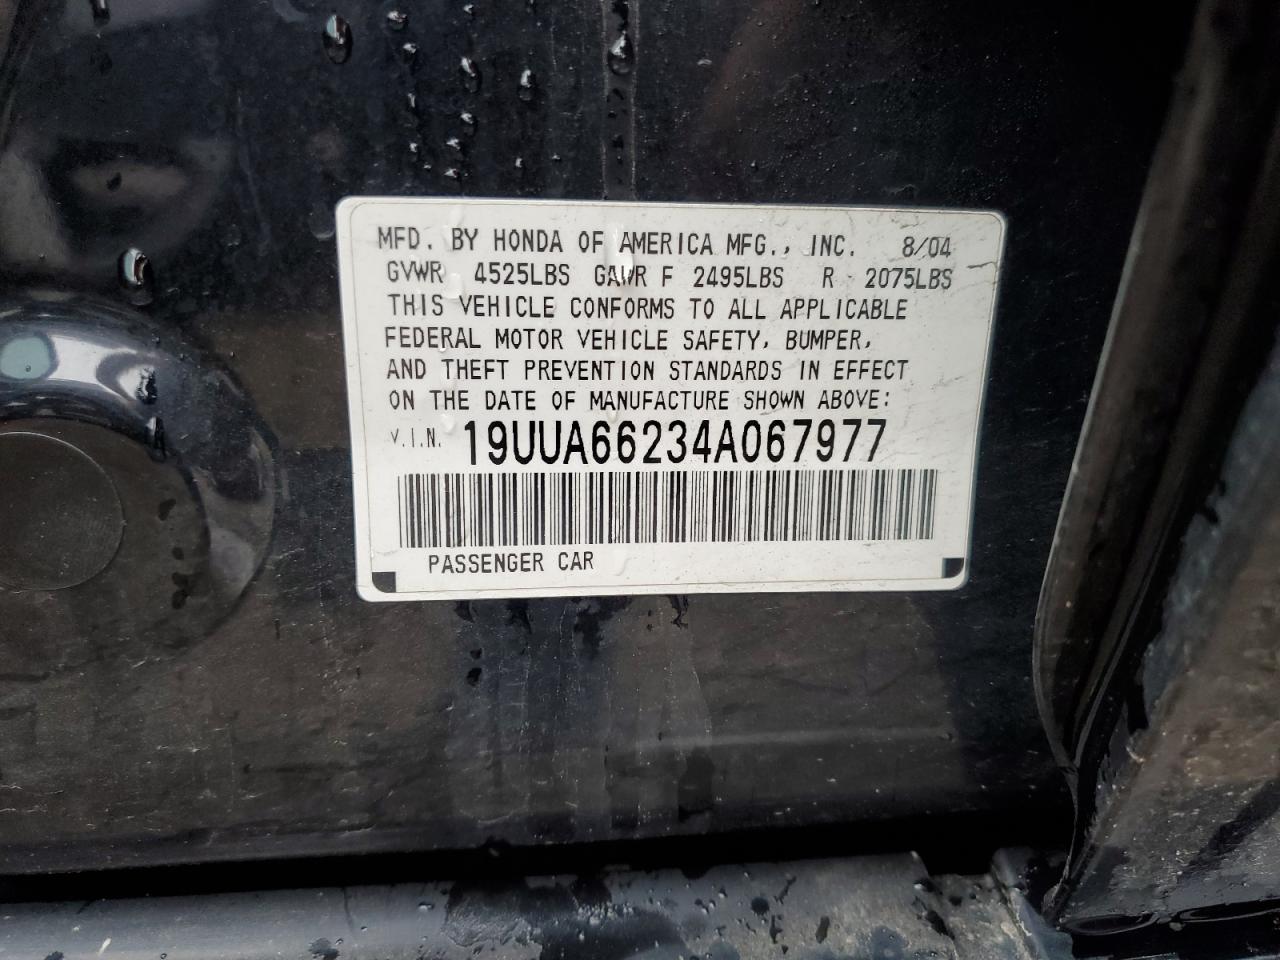 MFD. BY HONDA OF AMERICA MFG., INC. 8/04
GVWR 4525LBS GAWR F 2495LBS R 2075LBS
THIS VEHICLE CONFORMS TO ALL APPLICABLE
FEDERAL MOTOR VEHICLE SAFETY, BUMPER,
AND THEFT PREVENTION STANDARDS IN EFFECT
ON THE DATE OF MANUFACTURE SHOWN ABOVE:
V.I.N. 19UUA66234A067977
PASSENGER CAR